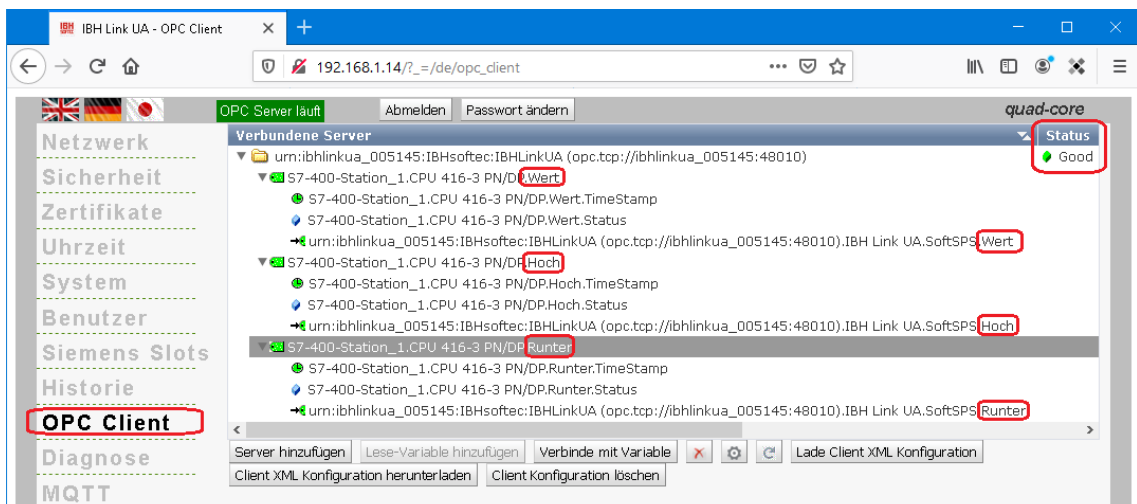 IBH Link UA - OPC Client
192.168.1.14/?_=/de/opc_client
OPC Server läuft Abmelden Passwort ändern quad-core
Netzwerk
Sicherheit
Zertifikate
Uhrzeit
System
Benutzer
Siemens Slots
Historie
OPC Client
Diagnose
MQTT
Verbundene Server Status
urn:ibhlinkua_005145:IBHsoftec:IBHLinkUA (opc.tcp://ibhlinkua_005145:48010) Good
S7-400-Station_1.CPU 416-3 PN/DP.Wert
S7-400-Station_1.CPU 416-3 PN/DP.Wert.TimeStamp
S7-400-Station_1.CPU 416-3 PN/DP.Wert.Status
urn:ibhlinkua_005145:IBHsoftec:IBHLinkUA (opc.tcp://ibhlinkua_005145:48010).IBH Link UA.SoftSPS.Wert
S7-400-Station_1.CPU 416-3 PN/DP.Hoch
S7-400-Station_1.CPU 416-3 PN/DP.Hoch.TimeStamp
S7-400-Station_1.CPU 416-3 PN/DP.Hoch.Status
urn:ibhlinkua_005145:IBHsoftec:IBHLinkUA (opc.tcp://ibhlinkua_005145:48010).IBH Link UA.SoftSPS.Hoch
S7-400-Station_1.CPU 416-3 PN/DP.Runter
S7-400-Station_1.CPU 416-3 PN/DP.Runter.TimeStamp
S7-400-Station_1.CPU 416-3 PN/DP.Runter.Status
urn:ibhlinkua_005145:IBHsoftec:IBHLinkUA (opc.tcp://ibhlinkua_005145:48010).IBH Link UA.SoftSPS.Runter
Server hinzufügen Lese-Variable hinzufügen Verbinde mit Variable Lade Client XML Konfiguration
Client XML Konfiguration herunterladen Client Konfiguration löschen